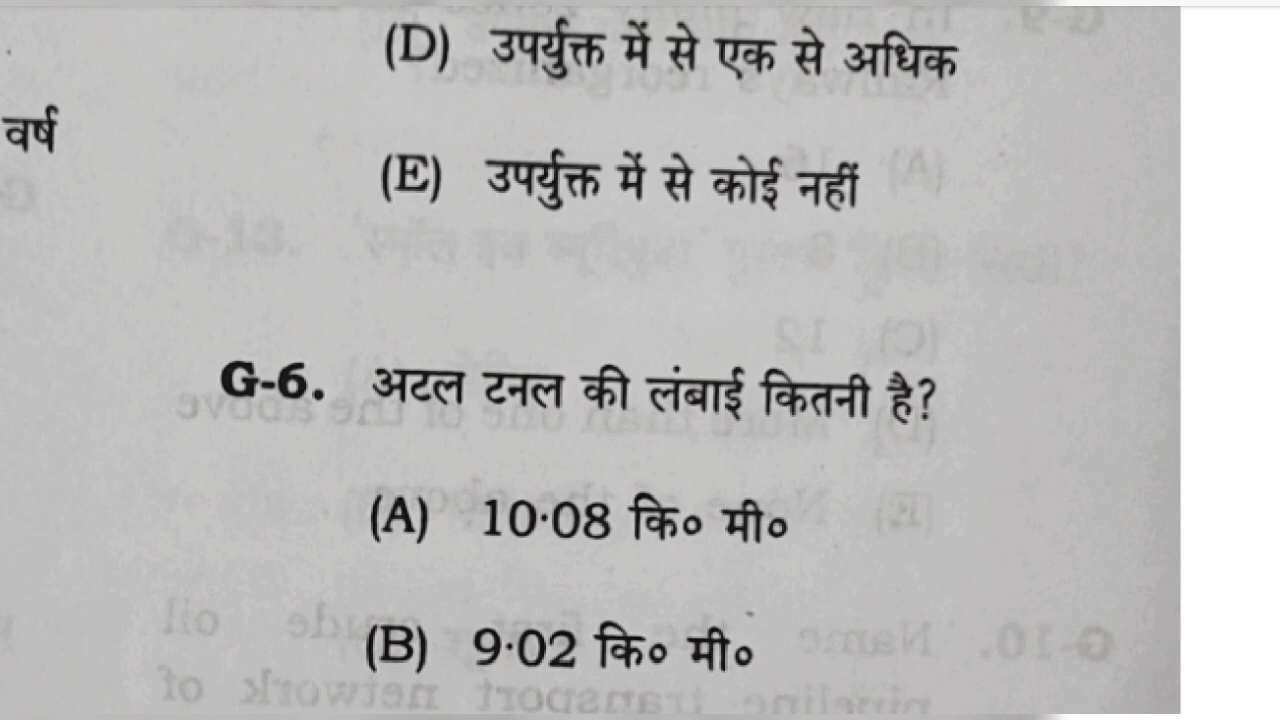 (D) उपर्युक्त में से एक से अधिक
वर्ष
(E) उपर्युक्त में से कोई नहीं
G-6. अटल टनल की लंबाई कितनी है?
(A) 10·08 कि० मी०
(B) 9·02 कि० मी०